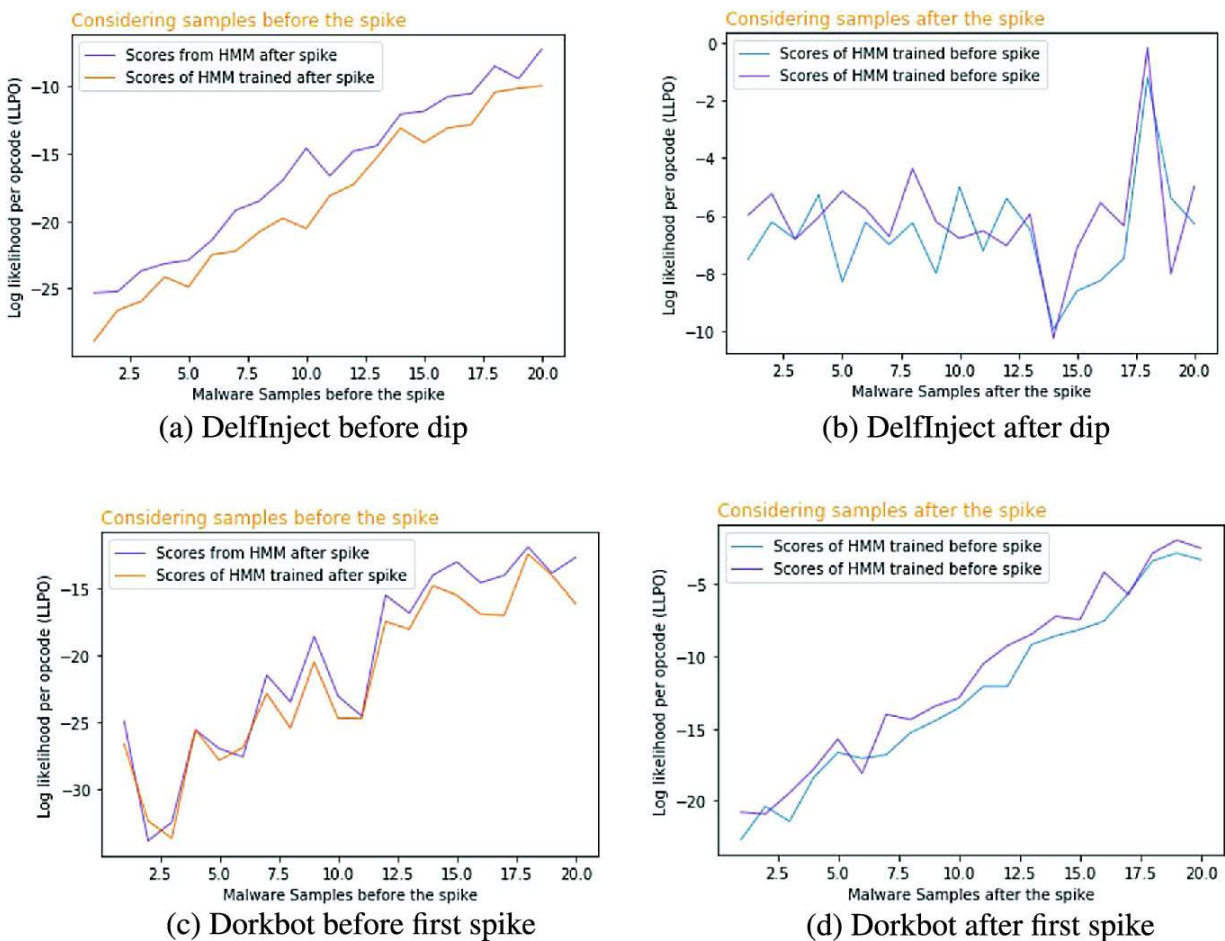 Considering samples before the spike
Scores from HMM after spike
Scores of HMM trained after spike
Log likelihood per opcode (LLPO)
−10
−15
−20
−25
2.5 5.0 7.5 10.0 12.5 15.0 17.5 20.0
Malware Samples before the spike
(a) DelfInject before dip
Considering samples after the spike
Scores of HMM trained before spike
Scores of HMM trained before spike
Log likelihood per opcode (LLPO)
0
−2
−4
−6
−8
−10
2.5 5.0 7.5 10.0 12.5 15.0 17.5 20.0
Malware Samples after the spike
(b) DelfInject after dip
Considering samples before the spike
Scores from HMM after spike
Scores of HMM trained after spike
Log likelihood per opcode (LLPO)
−15
−20
−25
−30
2.5 5.0 7.5 10.0 12.5 15.0 17.5 20.0
Malware Samples before the spike
(c) Dorkbot before first spike
Considering samples after the spike
Scores of HMM trained before spike
Scores of HMM trained before spike
Log likelihood per opcode (LLPO)
−5
−10
−15
−20
2.5 5.0 7.5 10.0 12.5 15.0 17.5 20.0
Malware Samples after the spike
(d) Dorkbot after first spike